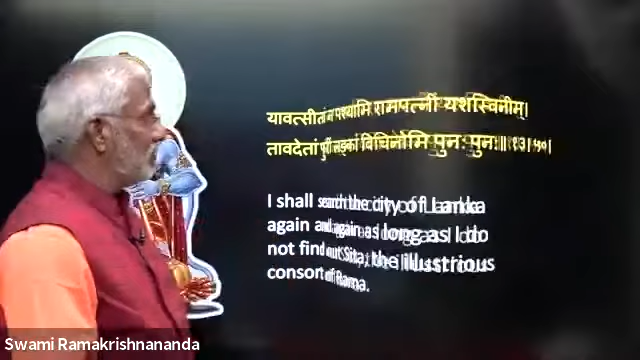 यावत्सीतां न पश्यामि रामपत्नीं यशस्विनीम्।
तावदेतां पुरीं लङ्कां विचिनोमि पुनः पुनः॥ १३।५०।
I shall search the city of Lanka
again and again as long as I do
not find out Sita, the illustrious
consort of Rama.
Swami Ramakrishnananda